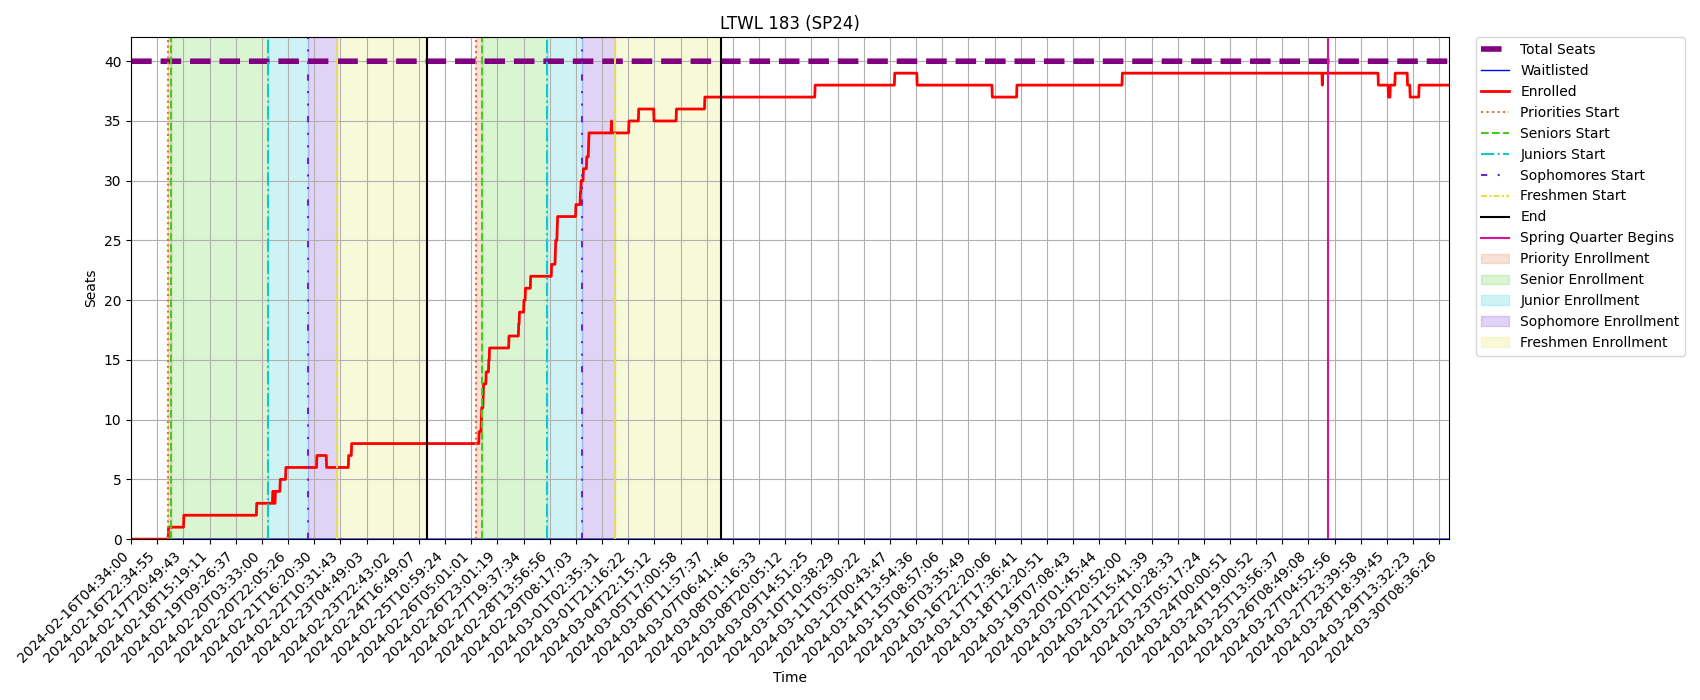 LTWL 183 (SP24)
Seats
40
35
30
25
20
15
10
5
0
2024-02-16T04:34:00
2024-02-16T22:34:55
2024-02-17T20:49:43
2024-02-18T15:19:11
2024-02-19T09:26:37
2024-02-20T03:33:00
2024-02-20T22:05:26
2024-02-21T16:20:30
2024-02-22T10:31:43
2024-02-23T04:49:03
2024-02-23T22:43:02
2024-02-24T16:49:07
2024-02-25T10:59:24
2024-02-26T05:01:01
2024-02-26T23:01:19
2024-02-27T19:37:34
2024-02-28T13:56:56
2024-02-29T08:17:03
2024-03-01T02:35:31
2024-03-01T21:16:22
2024-03-04T22:15:12
2024-03-05T17:00:58
2024-03-06T11:57:37
2024-03-07T06:41:46
2024-03-08T01:16:33
2024-03-08T20:05:12
2024-03-09T14:51:25
2024-03-10T10:38:29
2024-03-11T05:30:22
2024-03-12T00:43:47
2024-03-14T13:54:36
2024-03-15T08:57:06
2024-03-16T03:35:49
2024-03-16T22:20:06
2024-03-17T17:36:41
2024-03-18T12:20:51
2024-03-19T07:08:43
2024-03-20T01:45:44
2024-03-20T20:52:00
2024-03-21T15:41:39
2024-03-22T10:28:33
2024-03-23T05:17:24
2024-03-24T00:00:51
2024-03-24T19:00:52
2024-03-25T13:56:37
2024-03-26T08:49:08
2024-03-27T04:52:56
2024-03-27T23:39:58
2024-03-28T18:39:45
2024-03-29T13:32:23
2024-03-30T08:36:26
Time
Total Seats
Waitlisted
Enrolled
Priorities Start
Seniors Start
Juniors Start
Sophomores Start
Freshmen Start
End
Spring Quarter Begins
Priority Enrollment
Senior Enrollment
Junior Enrollment
Sophomore Enrollment
Freshmen Enrollment